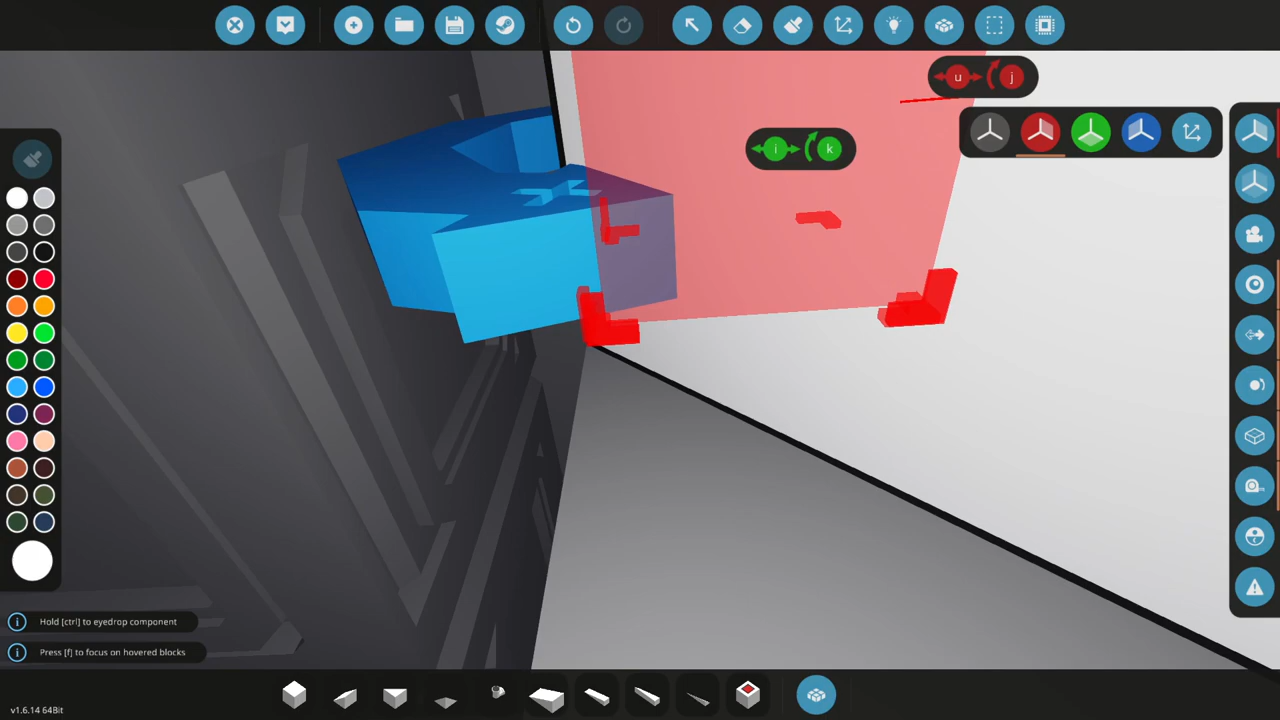 u j
i k
Hold [ctrl] to eyedrop component
Press [f] to focus on hovered blocks
v1.6.14 64Bit